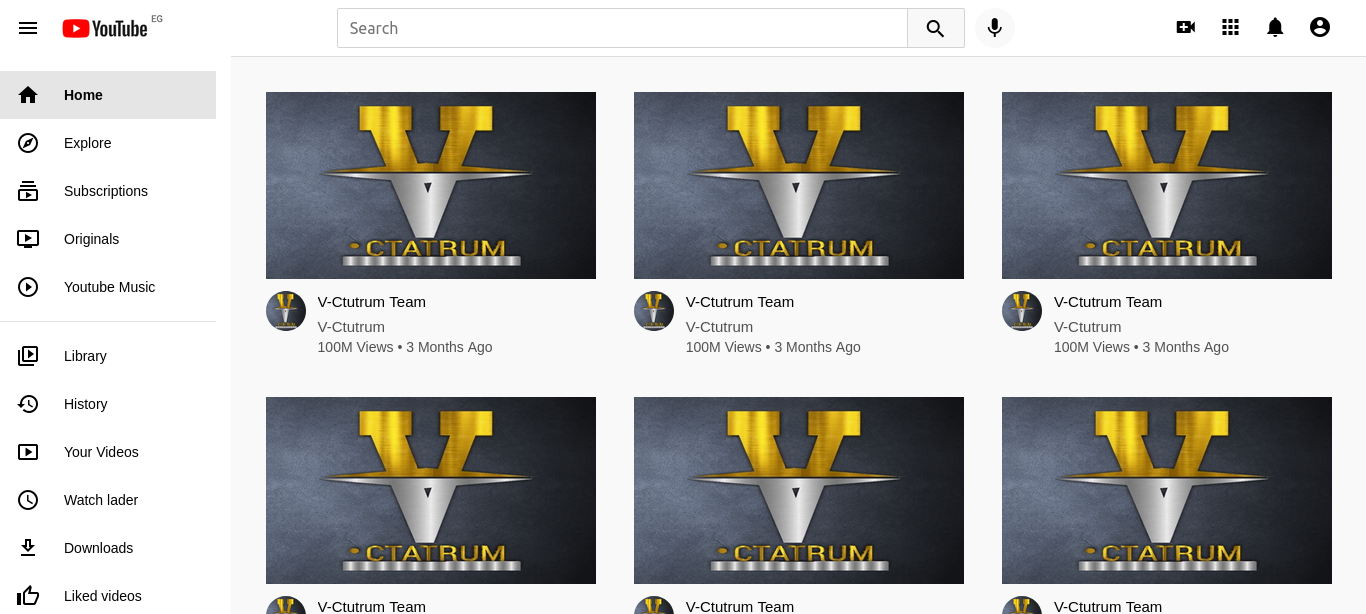 YouTube EG
Search
Home
Explore
Subscriptions
Originals
Youtube Music
Library
History
Your Videos
Watch lader
Downloads
Liked videos
V
CTATRUM
V-Ctutrum Team
V-Ctutrum
100M Views • 3 Months Ago
V
CTATRUM
V-Ctutrum Team
V-Ctutrum
100M Views • 3 Months Ago
V
CTATRUM
V-Ctutrum Team
V-Ctutrum
100M Views • 3 Months Ago
V
CTATRUM
V-Ctutrum Team
V
CTATRUM
V-Ctutrum Team
V
CTATRUM
V-Ctutrum Team